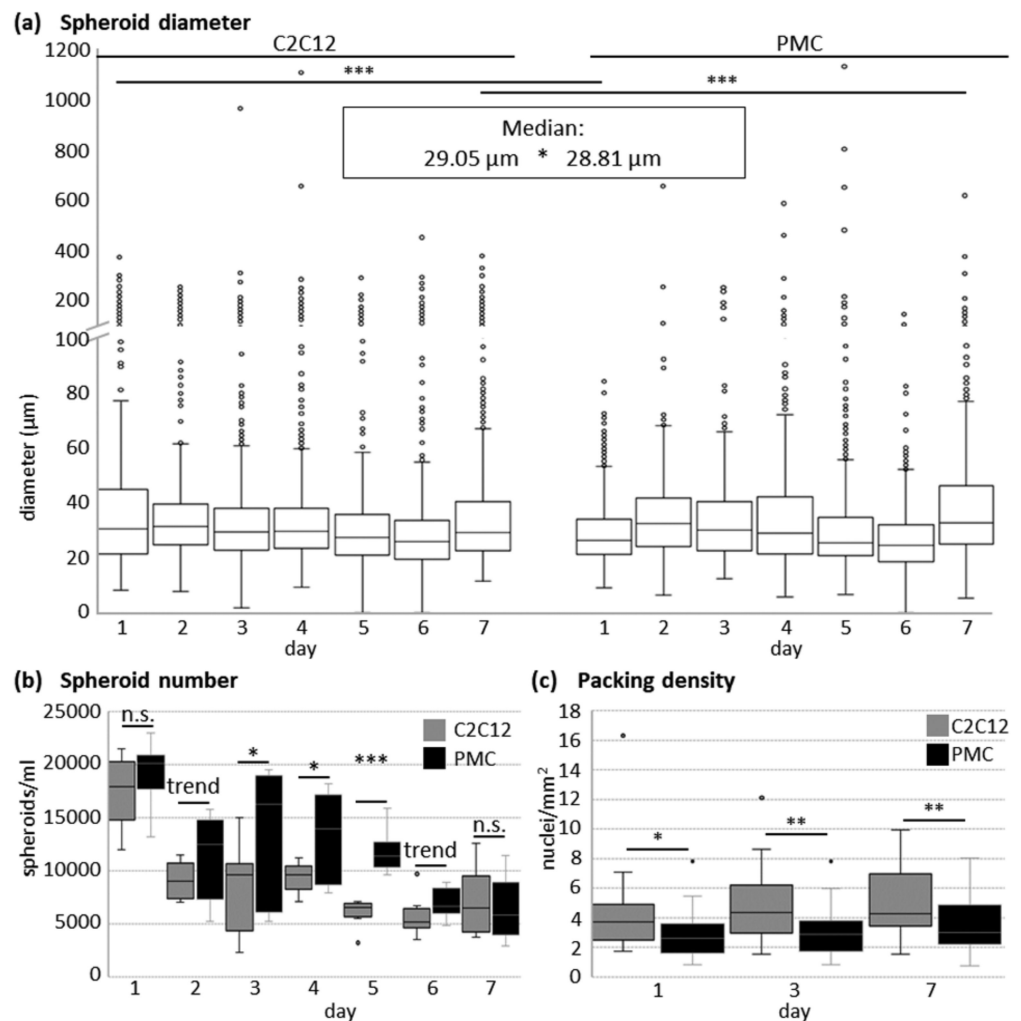 (a) Spheroid diameter
C2C12 PMC
1200
1000
800
600
400
200
100
80
60
40
20
0
diameter (µm)
***
***
Median:
29.05 µm * 28.81 µm
1 2 3 4 5 6 7 1 2 3 4 5 6 7
day day
(b) Spheroid number
25000
20000
15000
10000
5000
0
spheroids/ml
n.s.
trend
*
*
***
trend
n.s.
C2C12
PMC
1 2 3 4 5 6 7
day
(c) Packing density
18
16
14
12
10
8
6
4
2
0
nuclei/mm²
*
**
**
C2C12
PMC
1 3 7
day